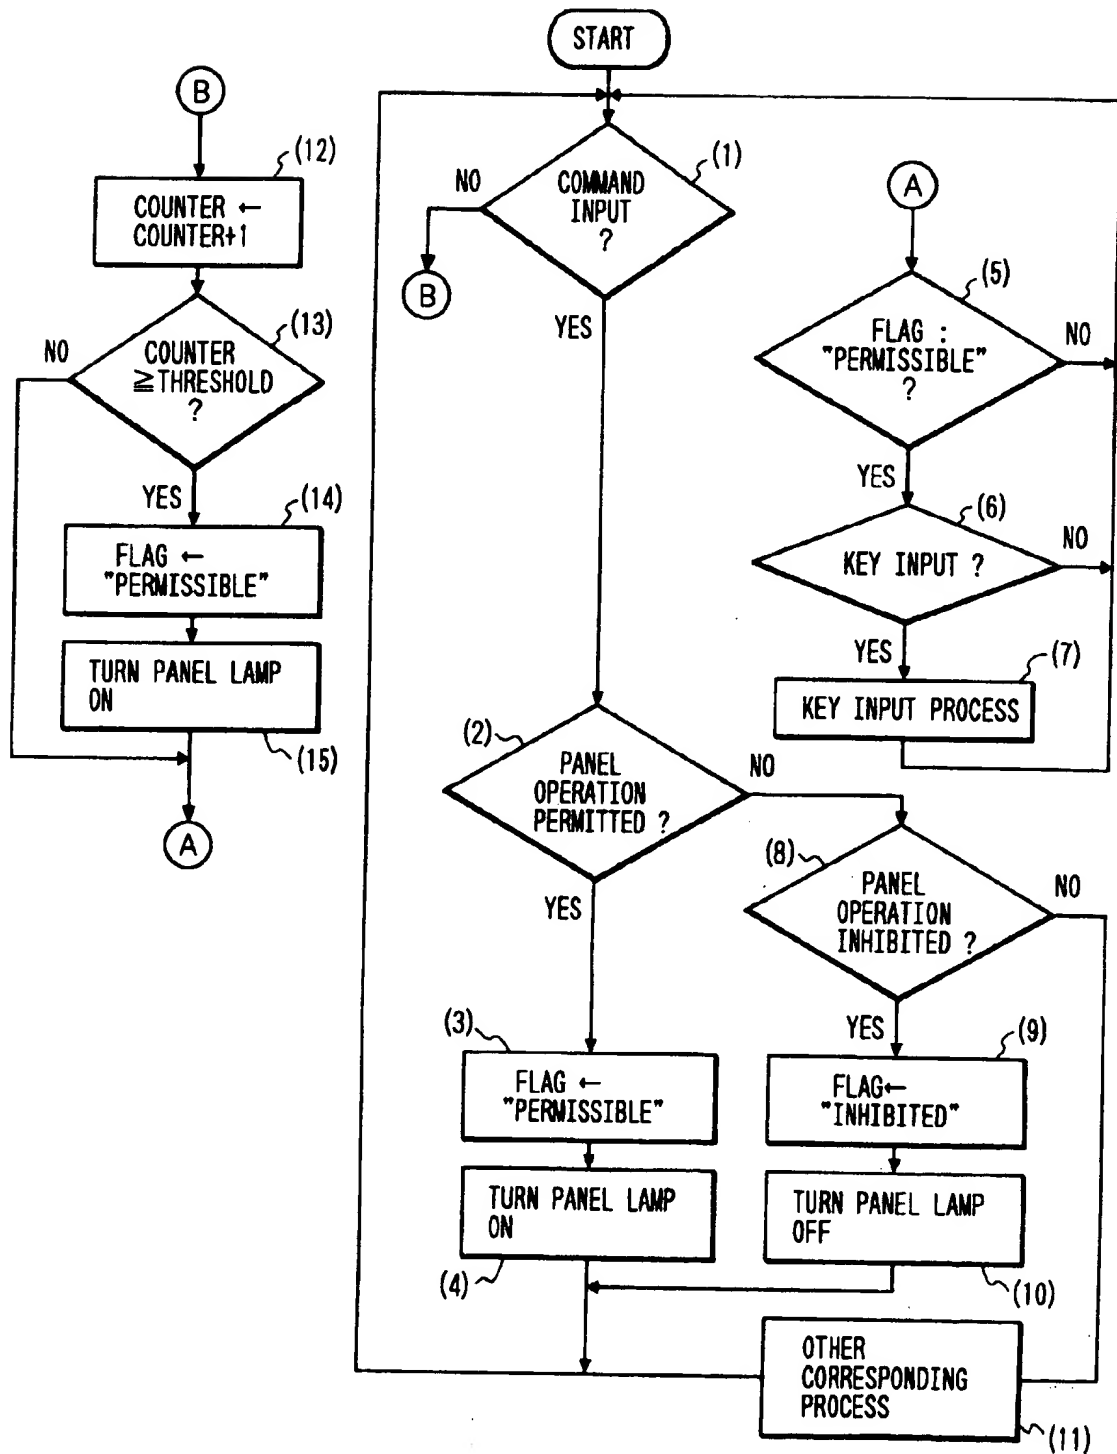 START
B
(12)
COUNTER ←
COUNTER+1
(13)
NO
COUNTER
≧THRESHOLD
?
YES
(14)
FLAG ←
"PERMISSIBLE"
TURN PANEL LAMP
ON
(15)
A
(1)
NO
COMMAND
INPUT
?
B
YES
(2)
PANEL
OPERATION
PERMITTED ?
NO
YES
(3)
FLAG ←
"PERMISSIBLE"
TURN PANEL LAMP
ON
(4)
A
(5)
FLAG :
"PERMISSIBLE"
?
NO
YES
(6)
KEY INPUT ?
NO
YES
(7)
KEY INPUT PROCESS
(8)
PANEL
OPERATION
INHIBITED ?
NO
YES
(9)
FLAG←
"INHIBITED"
TURN PANEL LAMP
OFF
(10)
OTHER
CORRESPONDING
PROCESS
(11)